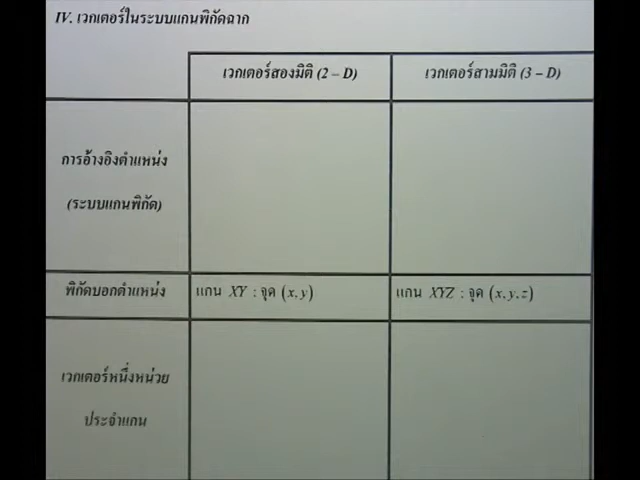 IV. เวกเตอร์ในระบบแกนพิกัดฉาก
เวกเตอร์สองมิติ (2 – D) เวกเตอร์สามมิติ (3 – D)
การอ้างอิงตำแหน่ง
(ระบบแกนพิกัด)
พิกัดบอกตำแหน่ง แกน XY : จุด (x, y) แกน XYZ : จุด (x, y, z)
เวกเตอร์หนึ่งหน่วย
ประจำแกน